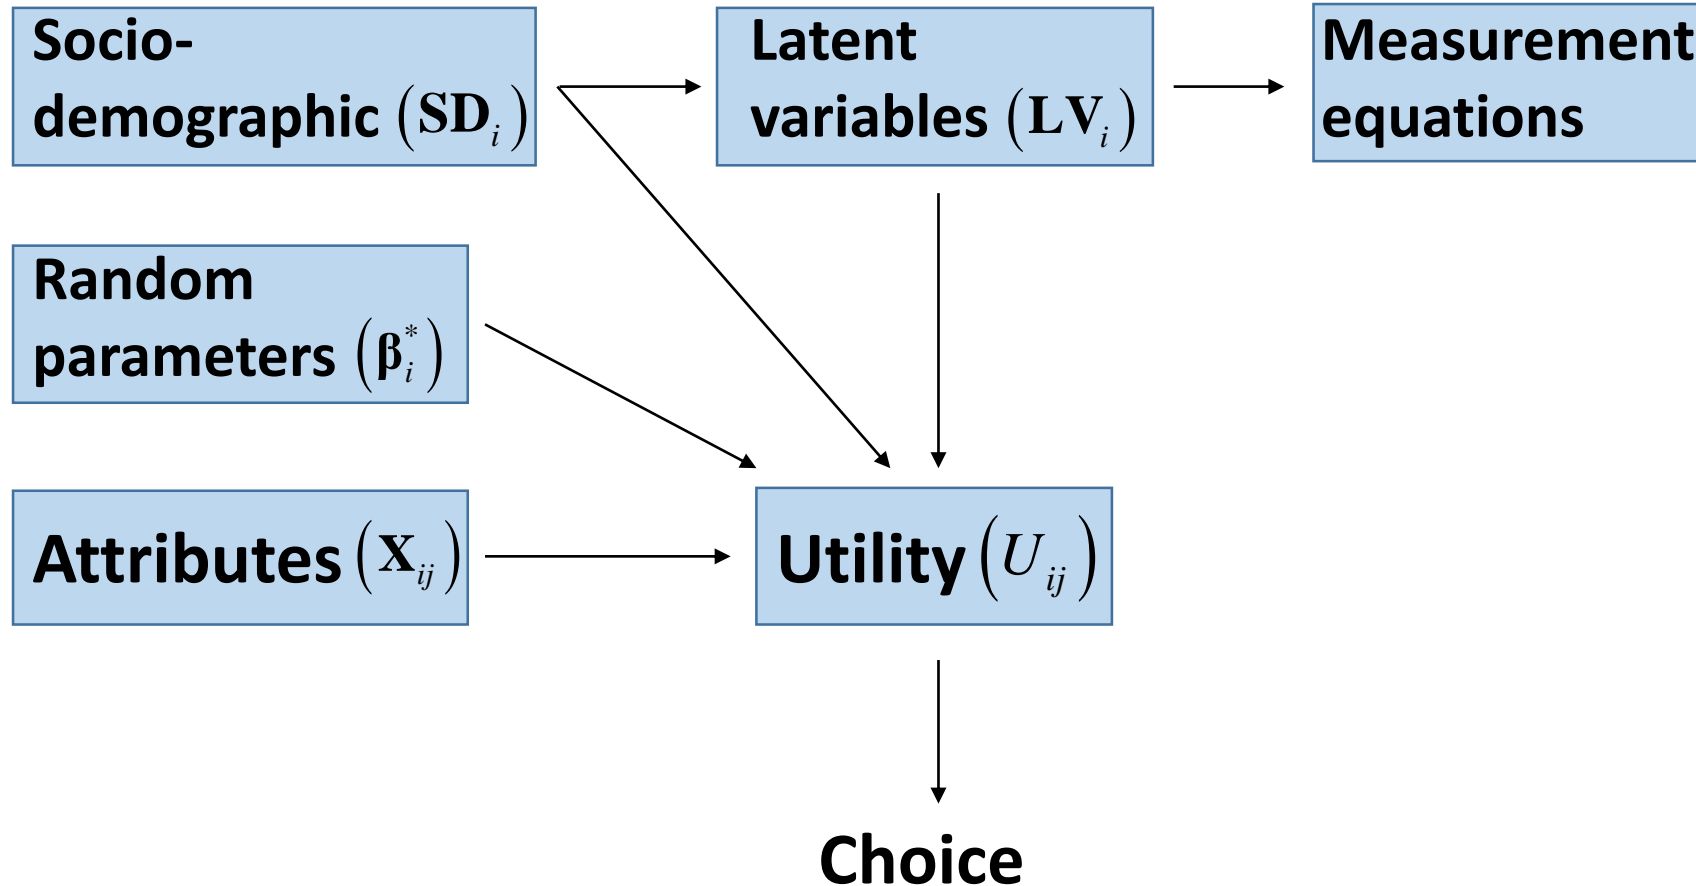 Socio-
demographic (SD_i)
Latent
variables (LV_i)
Measurement
equations
Random
parameters (β_i^*)
Attributes (X_ij)
Utility (U_ij)
Choice